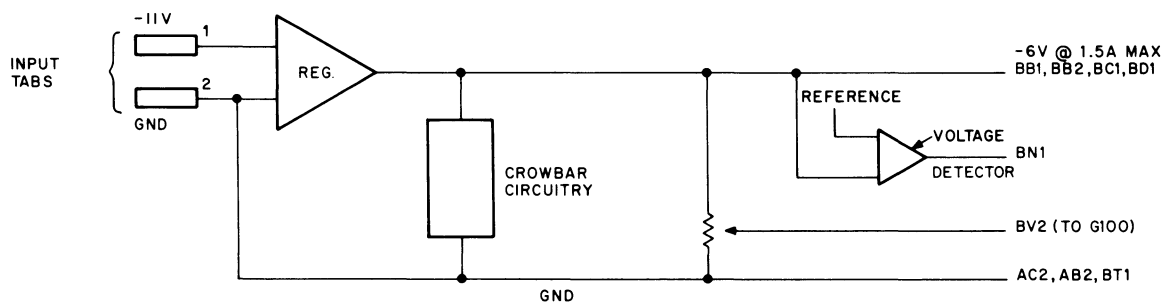 -11V
1
INPUT
TABS
2
GND
REG.
CROWBAR
CIRCUITRY
-6V @ 1.5A MAX
BB1, BB2, BC1, BD1
REFERENCE
VOLTAGE
DETECTOR
BN1
BV2 (TO G100)
AC2, AB2, BT1
GND